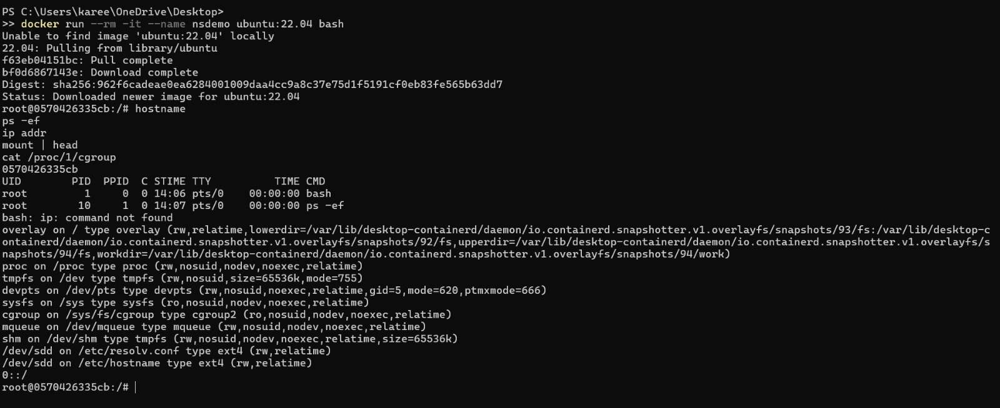 PS C:\Users\karee\OneDrive\Desktop>
>> docker run --rm -it --name nsdemo ubuntu:22.04 bash
Unable to find image 'ubuntu:22.04' locally
22.04: Pulling from library/ubuntu
f63eb04151bc: Pull complete
bf0d6867143e: Download complete
Digest: sha256:962f6cadeae0ea6284001009daa4cc9a8c37e75d1f5191cf0eb83fe565b63dd7
Status: Downloaded newer image for ubuntu:22.04
root@0570426335cb:/# hostname
ps -ef
ip addr
mount | head
cat /proc/1/cgroup
0570426335cb
UID        PID  PPID  C STIME TTY          TIME CMD
root         1     0  0 14:06 pts/0    00:00:00 bash
root        10     1  0 14:07 pts/0    00:00:00 ps -ef
bash: ip: command not found
overlay on / type overlay (rw,relatime,lowerdir=/var/lib/desktop-containerd/daemon/io.containerd.snapshotter.v1.overlayfs/snapshots/93/fs:/var/lib/desktop-c
ontainerd/daemon/io.containerd.snapshotter.v1.overlayfs/snapshots/92/fs,upperdir=/var/lib/desktop-containerd/daemon/io.containerd.snapshotter.v1.overlayfs/s
napshots/94/fs,workdir=/var/lib/desktop-containerd/daemon/io.containerd.snapshotter.v1.overlayfs/snapshots/94/work)
proc on /proc type proc (rw,nosuid,nodev,noexec,relatime)
tmpfs on /dev type tmpfs (rw,nosuid,size=65536k,mode=755)
devpts on /dev/pts type devpts (rw,nosuid,noexec,relatime,gid=5,mode=620,ptmxmode=666)
sysfs on /sys type sysfs (ro,nosuid,nodev,noexec,relatime)
cgroup on /sys/fs/cgroup type cgroup2 (ro,nosuid,nodev,noexec,relatime)
mqueue on /dev/mqueue type mqueue (rw,nosuid,nodev,noexec,relatime)
shm on /dev/shm type tmpfs (rw,nosuid,nodev,noexec,relatime,size=65536k)
/dev/sdd on /etc/resolv.conf type ext4 (rw,relatime)
/dev/sdd on /etc/hostname type ext4 (rw,relatime)
0::/
root@0570426335cb:/#